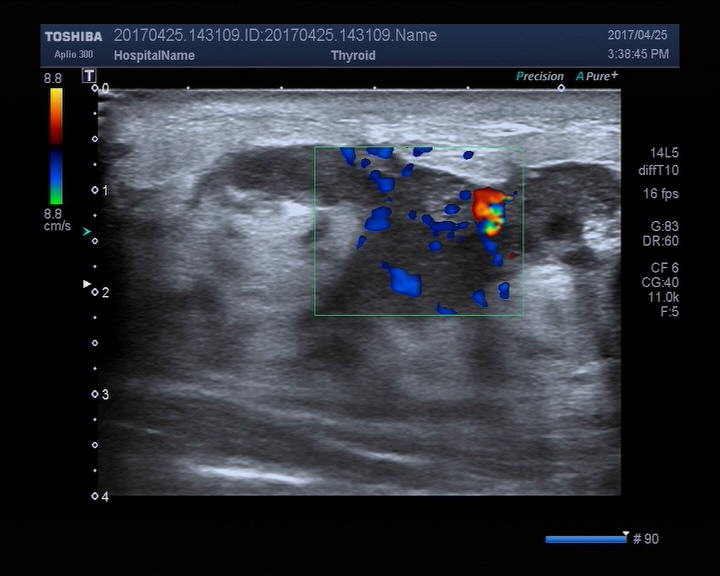 TOSHIBA 20170425.143109.ID:20170425.143109.Name 2017/04/25
Aplio 300 HospitalName Thyroid 3:38:45 PM
Precision APure+
8.8
T
0
14L5
diffT10
16 fps
1
8.8
cm/s
G:83
DR:60
CF 6
CG:40
11.0k
F:5
2
3
4
# 90